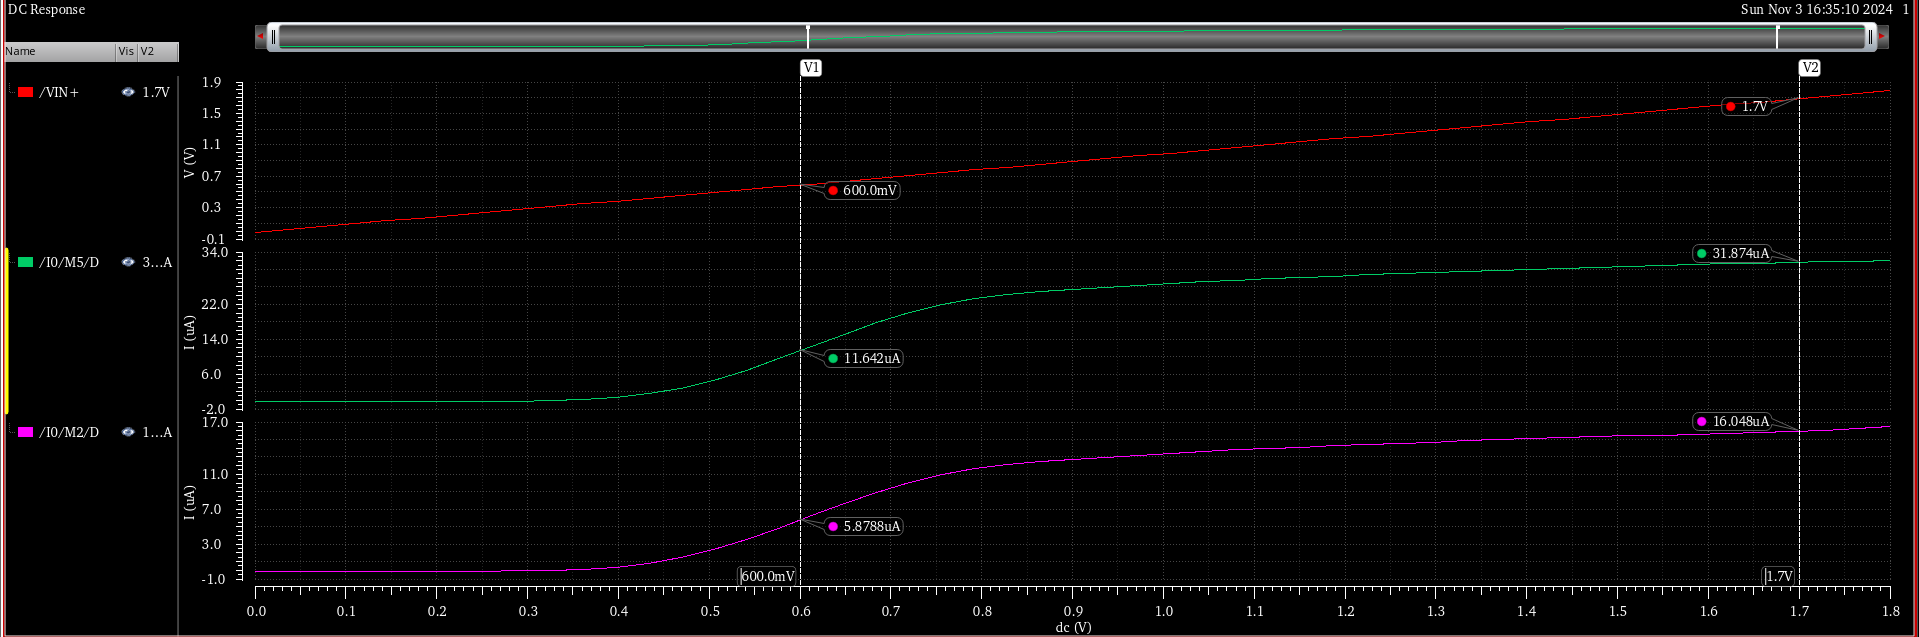 DC Response
Sun Nov 3 16:35:10 2024 1
Name Vis V2
V1
V2
/VIN+ 1.7V
/I0/M5/D 3...A
/I0/M2/D 1...A
V (V)
1.9
1.5
1.1
0.7
0.3
-0.1
1.7V
600.0mV
I (uA)
34.0
22.0
14.0
6.0
-2.0
31.874uA
11.642uA
I (uA)
17.0
11.0
7.0
3.0
-1.0
16.048uA
5.8788uA
600.0mV
1.7V
0.0 0.1 0.2 0.3 0.4 0.5 0.6 0.7 0.8 0.9 1.0 1.1 1.2 1.3 1.4 1.5 1.6 1.7 1.8
dc (V)